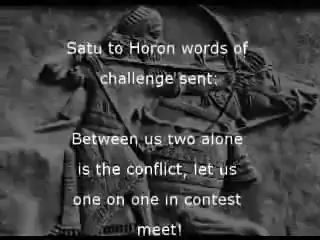 Satu to Horon words of
challenge sent:
Between us two alone
is the conflict, let us
one on one in contest
meet!